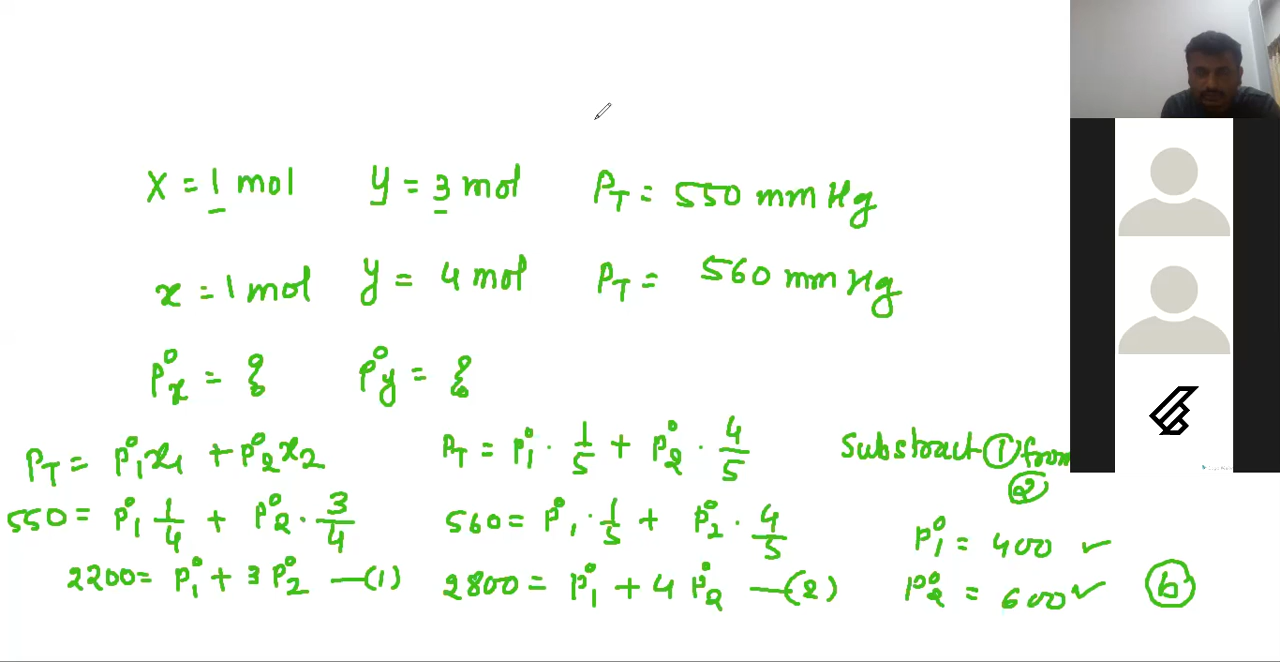 x = 1 mol y = 3 mol PT = 550 mm Hg
x = 1 mol y = 4 mol PT = 560 mm Hg
P°x = { P°y = {
PT = P°1x1 + P°2x2 PT = P°1 · 1/5 + P°2 · 4/5 Substract ① from ②
550 = P°1 1/4 + P°2 · 3/4 560 = P°1 · 1/5 + P°2 · 4/5 P°1 = 400 ✓
2200 = P°1 + 3 P°2 —(1) 2800 = P°1 + 4 P°2 —(2) P°2 = 600 ✓ ⓑ